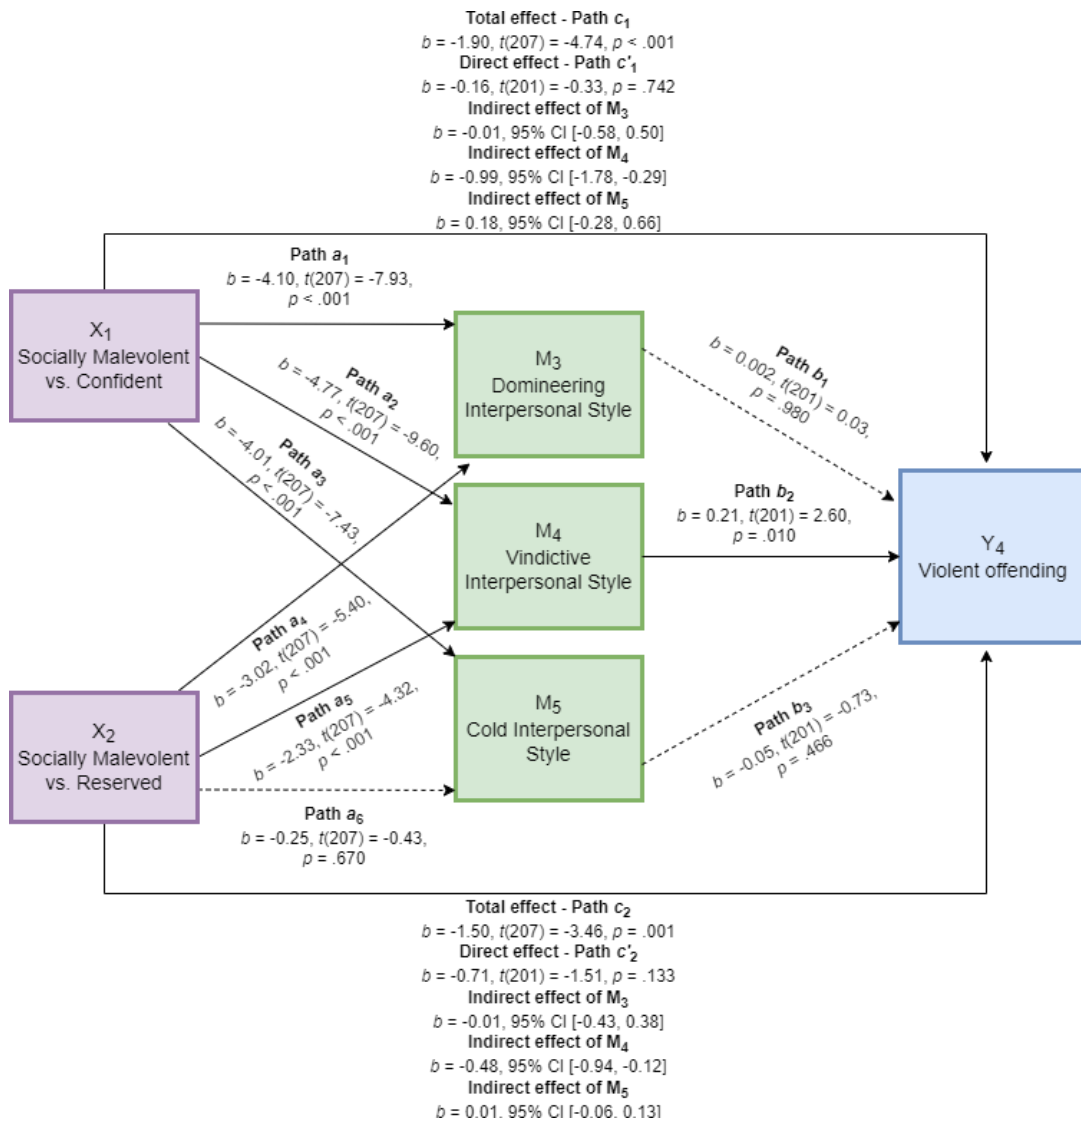 Total effect - Path c1
b = -1.90, t(207) = -4.74, p < .001
Direct effect - Path c'1
b = -0.16, t(201) = -0.33, p = .742
Indirect effect of M3
b = -0.01, 95% CI [-0.58, 0.50]
Indirect effect of M4
b = -0.99, 95% CI [-1.78, -0.29]
Indirect effect of M5
b = 0.18, 95% CI [-0.28, 0.66]
Path a1
b = -4.10, t(207) = -7.93,
p < .001
X1
Socially Malevolent
vs. Confident
Path a2
b = -4.77, t(207) = -9.60,
p < .001
Path a3
b = -4.01, t(207) = -7.43,
p < .001
M3
Domineering
Interpersonal Style
Path b1
b = 0.002, t(201) = 0.03,
p = .980
M4
Vindictive
Interpersonal Style
Path b2
b = 0.21, t(201) = 2.60,
p = .010
Y4
Violent offending
Path a4
b = -3.02, t(207) = -5.40,
p < .001
Path a5
b = -2.33, t(207) = -4.32,
p < .001
X2
Socially Malevolent
vs. Reserved
M5
Cold Interpersonal
Style
Path b3
b = -0.05, t(201) = -0.73,
p = .466
Path a6
b = -0.25, t(207) = -0.43,
p = .670
Total effect - Path c2
b = -1.50, t(207) = -3.46, p = .001
Direct effect - Path c'2
b = -0.71, t(201) = -1.51, p = .133
Indirect effect of M3
b = -0.01, 95% CI [-0.43, 0.38]
Indirect effect of M4
b = -0.48, 95% CI [-0.94, -0.12]
Indirect effect of M5
b = 0.01, 95% CI [-0.06, 0.13]